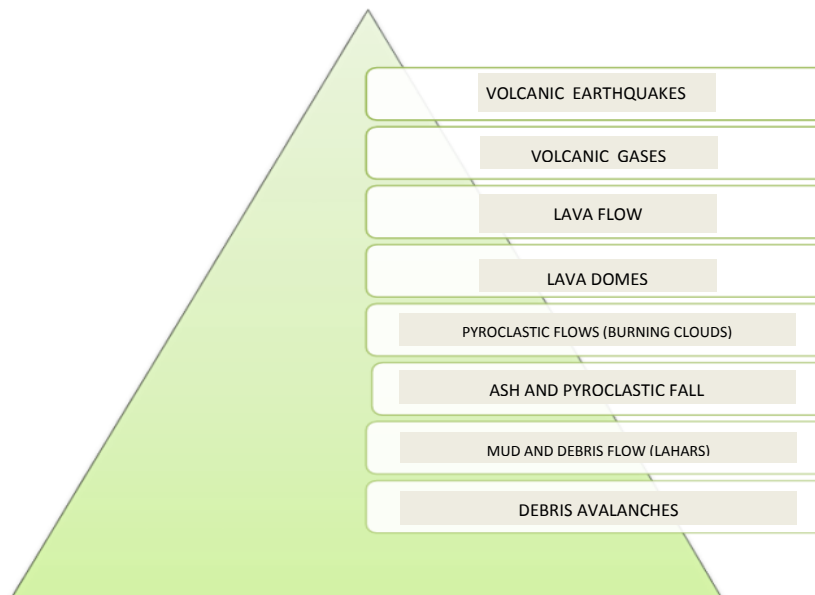 VOLCANIC EARTHQUAKES
VOLCANIC GASES
LAVA FLOW
LAVA DOMES
PYROCLASTIC FLOWS (BURNING CLOUDS)
ASH AND PYROCLASTIC FALL
MUD AND DEBRIS FLOW (LAHARS)
DEBRIS AVALANCHES